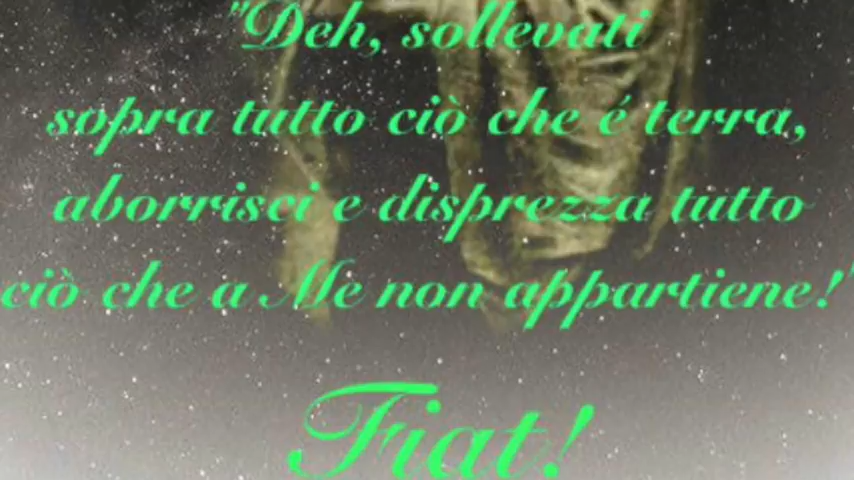 "Deh, sollevati
sopra tutto ciò che é terra,
aborrisci e disprezza tutto
ciò che a Me non appartiene!"
Fiat!